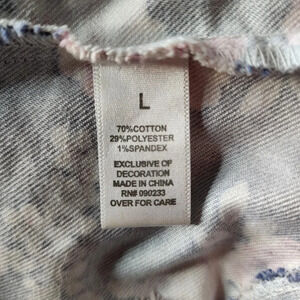 L
70%COTTON
29%POLYESTER
1%SPANDEX
EXCLUSIVE OF
DECORATION
MADE IN CHINA
RN# 090233
OVER FOR CARE